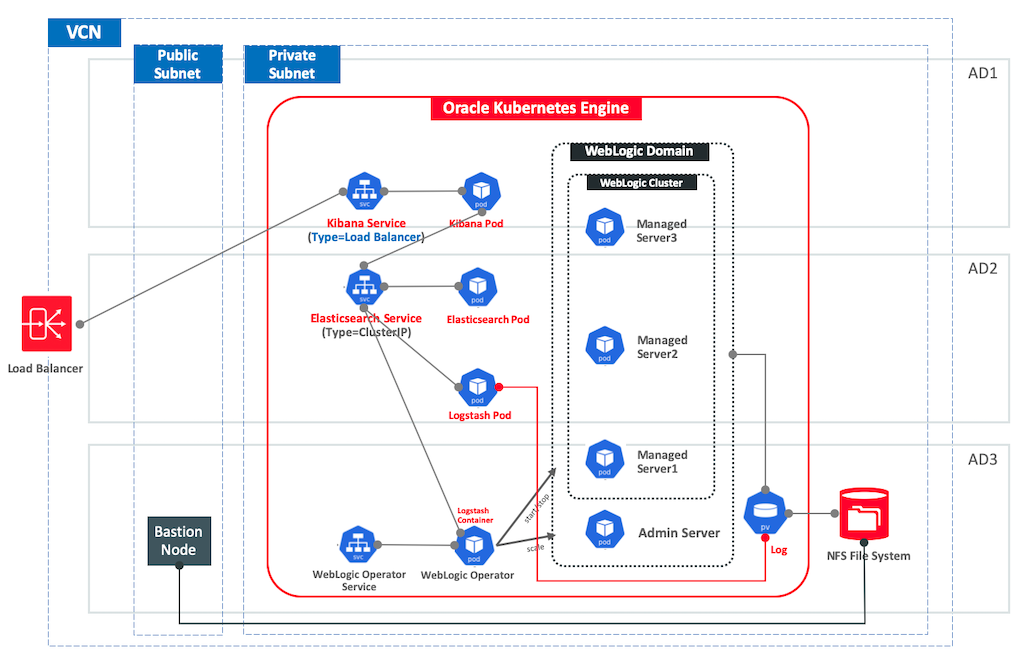 VCN
Public
Subnet
Private
Subnet
AD1
Oracle Kubernetes Engine
WebLogic Domain
WebLogic Cluster
svc
pod
Kibana Service
(Type=Load Balancer)
Kibana Pod
pod
Managed
Server3
AD2
svc
pod
Elasticsearch Service
(Type=ClusterIP)
Elasticsearch Pod
pod
Managed
Server2
Load Balancer
pod
Logstash Pod
AD3
pod
Managed
Server1
start/stop
scale
Logstash
Container
pod
Admin Server
Bastion
Node
svc
pod
WebLogic Operator
Service
WebLogic Operator
pv
Log
NFS File System